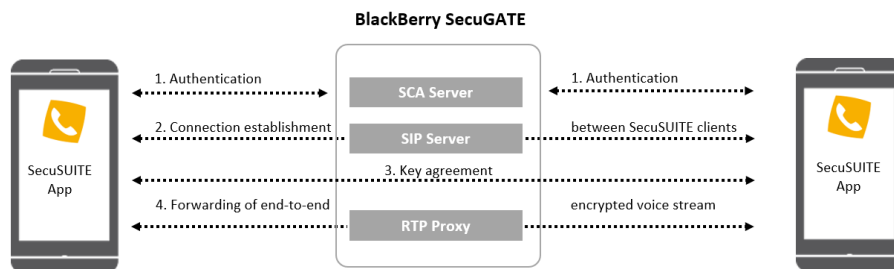 BlackBerry SecuGATE
1. Authentication
SCA Server
1. Authentication
2. Connection establishment
SIP Server
between SecuSUITE clients
SecuSUITE
App
3. Key agreement
SecuSUITE
App
4. Forwarding of end-to-end
RTP Proxy
encrypted voice stream